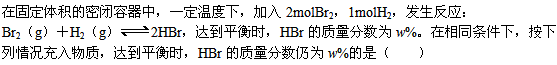 在固定体积的密闭容器中，一定温度下，加入 2molBr₂，1molH₂，发生反应：
Br₂（g）＋H₂（g）⇌2HBr，达到平衡时，HBr 的质量分数为 w%。在相同条件下，按下
列情况充入物质，达到平衡时，HBr 的质量分数仍为 w%的是（　　）